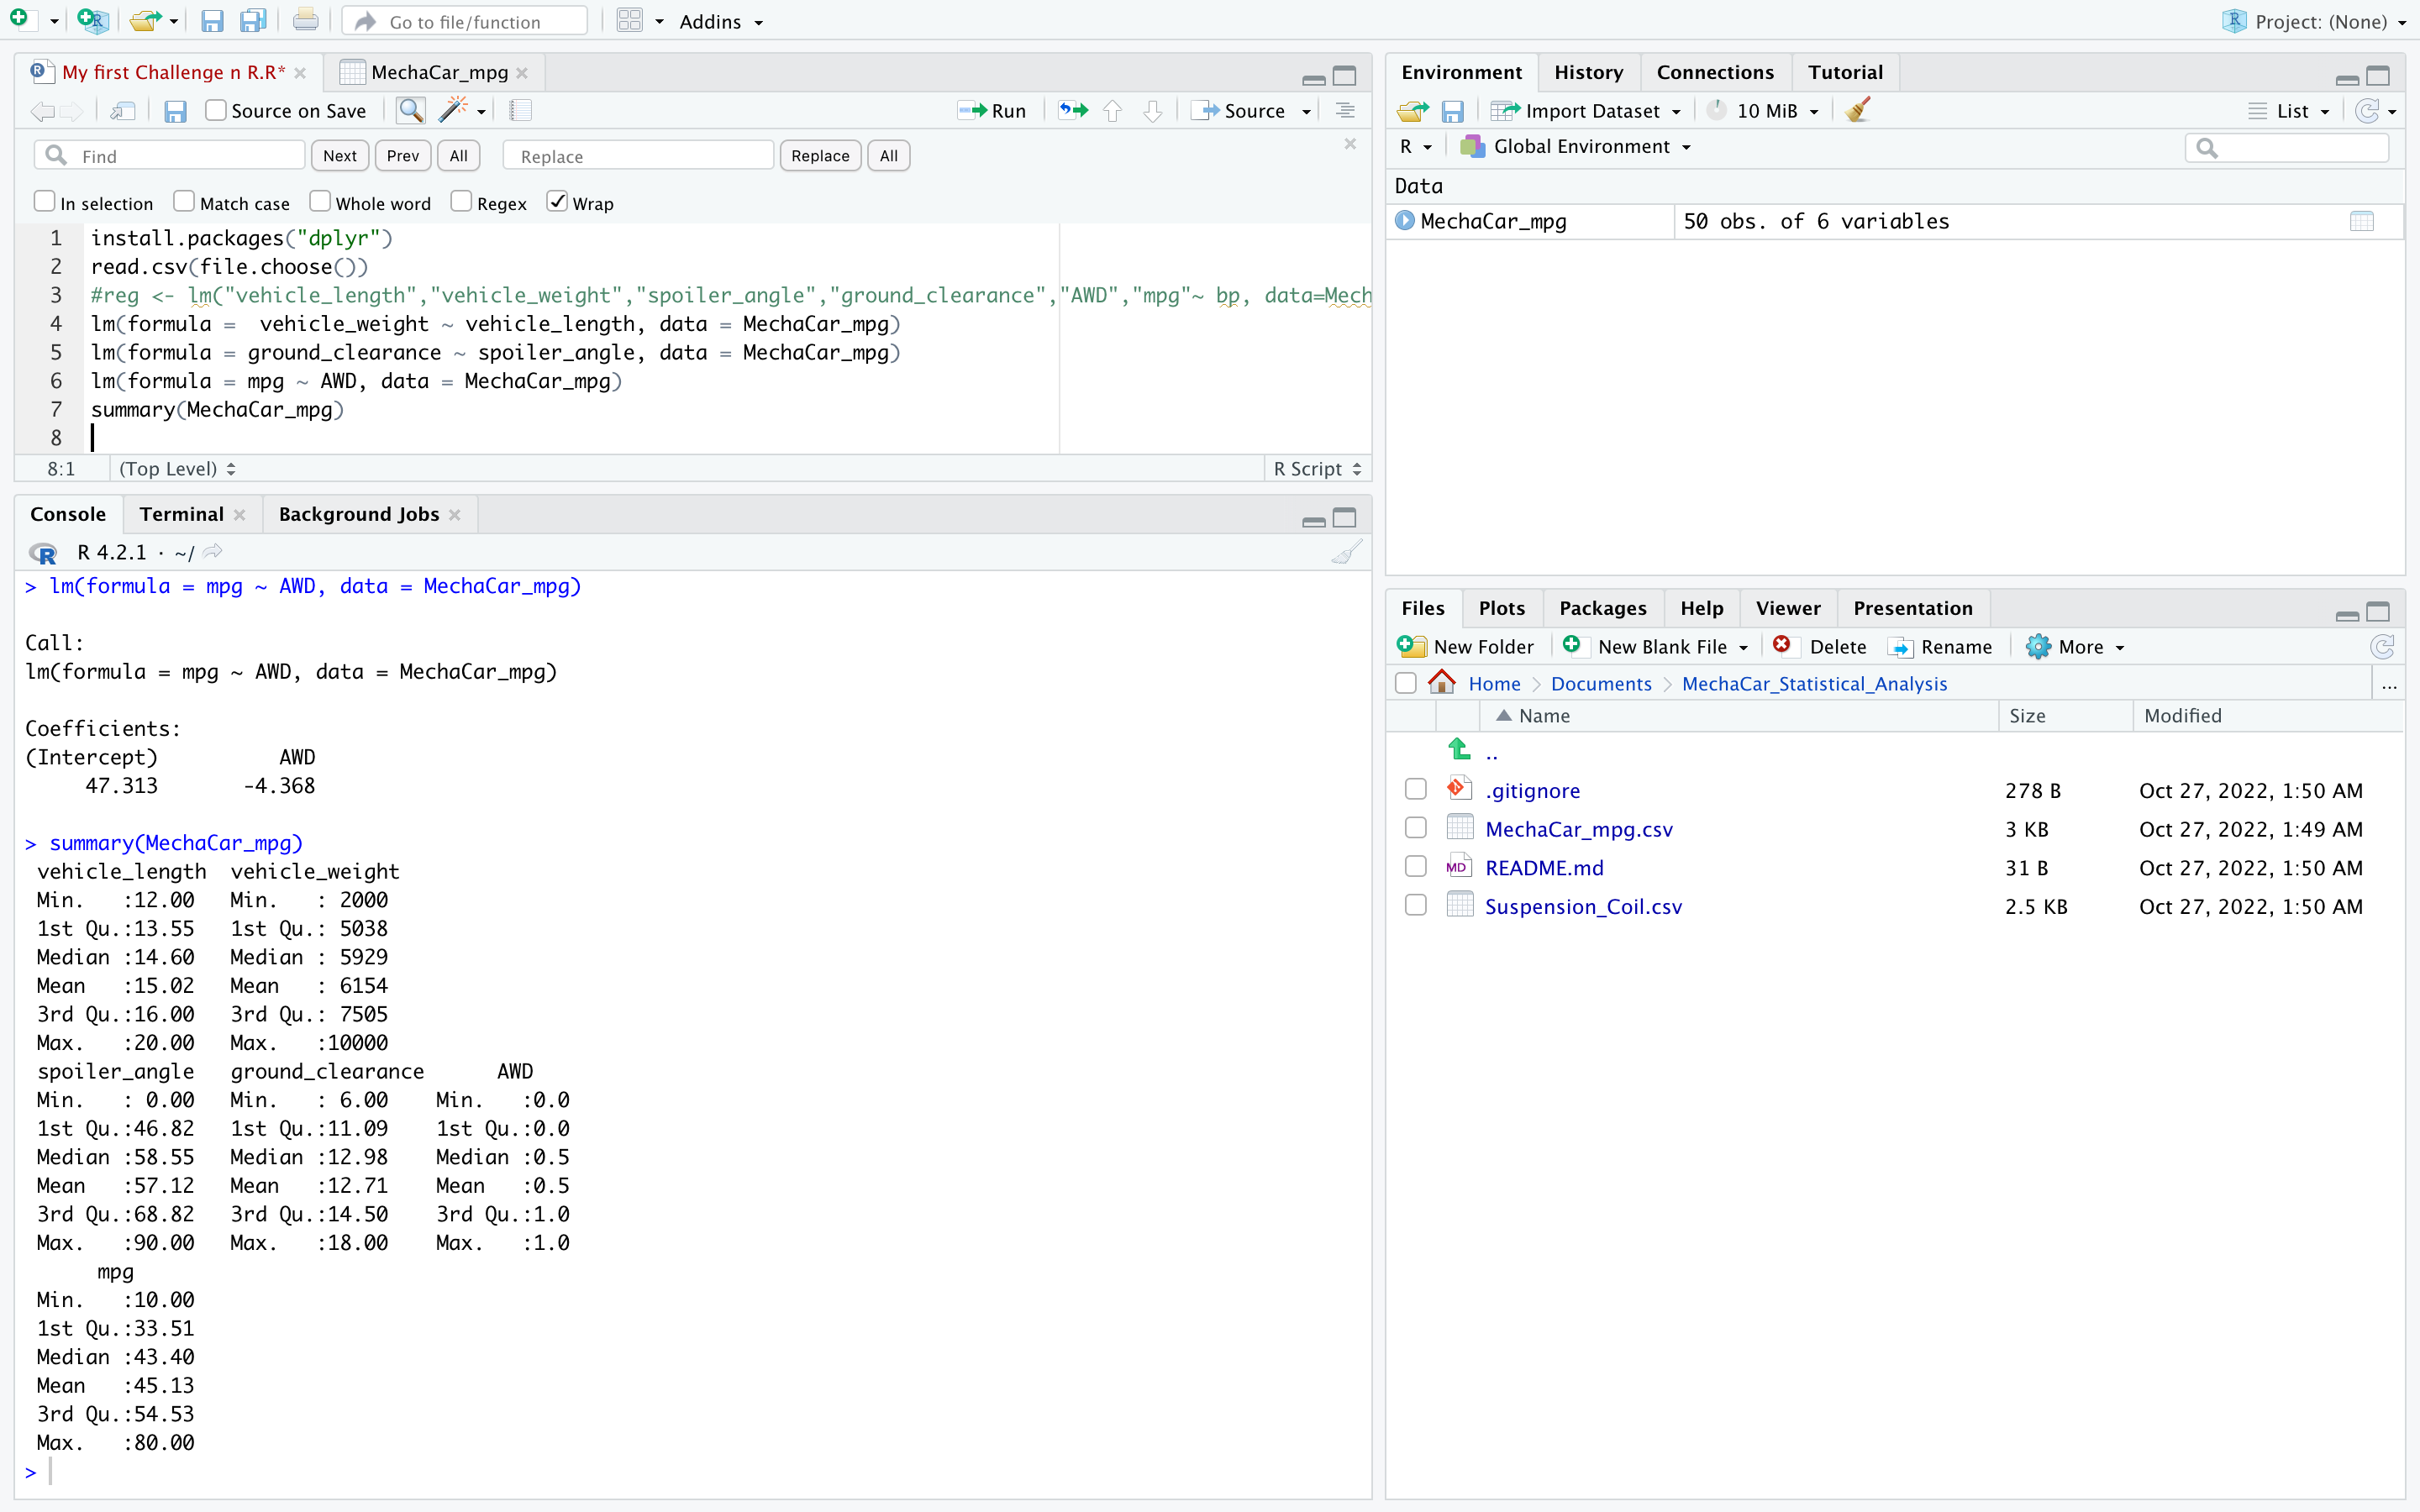 Go to file/function
Addins
Project: (None)
My first Challenge n R.R*
MechaCar_mpg
Source on Save
Run
Source
Find
Next
Prev
All
Replace
Replace
All
In selection
Match case
Whole word
Regex
Wrap
1 install.packages("dplyr")
2 read.csv(file.choose())
3 #reg <- lm("vehicle_length","vehicle_weight","spoiler_angle","ground_clearance","AWD","mpg"~ bp, data=Mech
4 lm(formula =  vehicle_weight ~ vehicle_length, data = MechaCar_mpg)
5 lm(formula = ground_clearance ~ spoiler_angle, data = MechaCar_mpg)
6 lm(formula = mpg ~ AWD, data = MechaCar_mpg)
7 summary(MechaCar_mpg)
8
8:1 (Top Level) R Script
Console Terminal Background Jobs
R 4.2.1 · ~/
> lm(formula = mpg ~ AWD, data = MechaCar_mpg)
Call:
lm(formula = mpg ~ AWD, data = MechaCar_mpg)
Coefficients:
(Intercept)          AWD
     47.313       -4.368
> summary(MechaCar_mpg)
 vehicle_length  vehicle_weight
 Min.   :12.00   Min.   : 2000
 1st Qu.:13.55   1st Qu.: 5038
 Median :14.60   Median : 5929
 Mean   :15.02   Mean   : 6154
 3rd Qu.:16.00   3rd Qu.: 7505
 Max.   :20.00   Max.   :10000
 spoiler_angle   ground_clearance      AWD
 Min.   : 0.00   Min.   : 6.00    Min.   :0.0
 1st Qu.:46.82   1st Qu.:11.09    1st Qu.:0.0
 Median :58.55   Median :12.98    Median :0.5
 Mean   :57.12   Mean   :12.71    Mean   :0.5
 3rd Qu.:68.82   3rd Qu.:14.50    3rd Qu.:1.0
 Max.   :90.00   Max.   :18.00    Max.   :1.0
      mpg
 Min.   :10.00
 1st Qu.:33.51
 Median :43.40
 Mean   :45.13
 3rd Qu.:54.53
 Max.   :80.00
>
Environment History Connections Tutorial
Import Dataset 10 MiB List
R Global Environment
Data
MechaCar_mpg 50 obs. of 6 variables
Files Plots Packages Help Viewer Presentation
New Folder New Blank File Delete Rename More
Home Documents MechaCar_Statistical_Analysis ...
Name Size Modified
..
.gitignore 278 B Oct 27, 2022, 1:50 AM
MechaCar_mpg.csv 3 KB Oct 27, 2022, 1:49 AM
MD README.md 31 B Oct 27, 2022, 1:50 AM
Suspension_Coil.csv 2.5 KB Oct 27, 2022, 1:50 AM